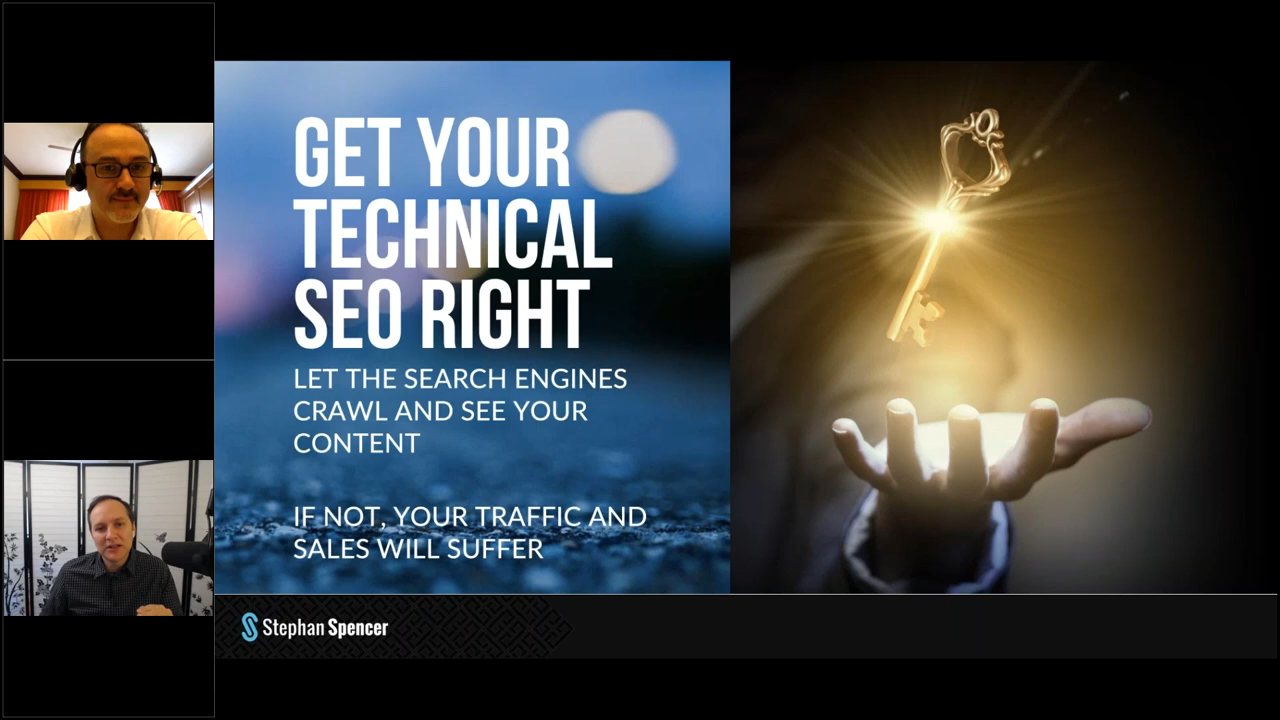 GET YOUR
TECHNICAL
SEO RIGHT
LET THE SEARCH ENGINES
CRAWL AND SEE YOUR
CONTENT
IF NOT, YOUR TRAFFIC AND
SALES WILL SUFFER
Stephan Spencer